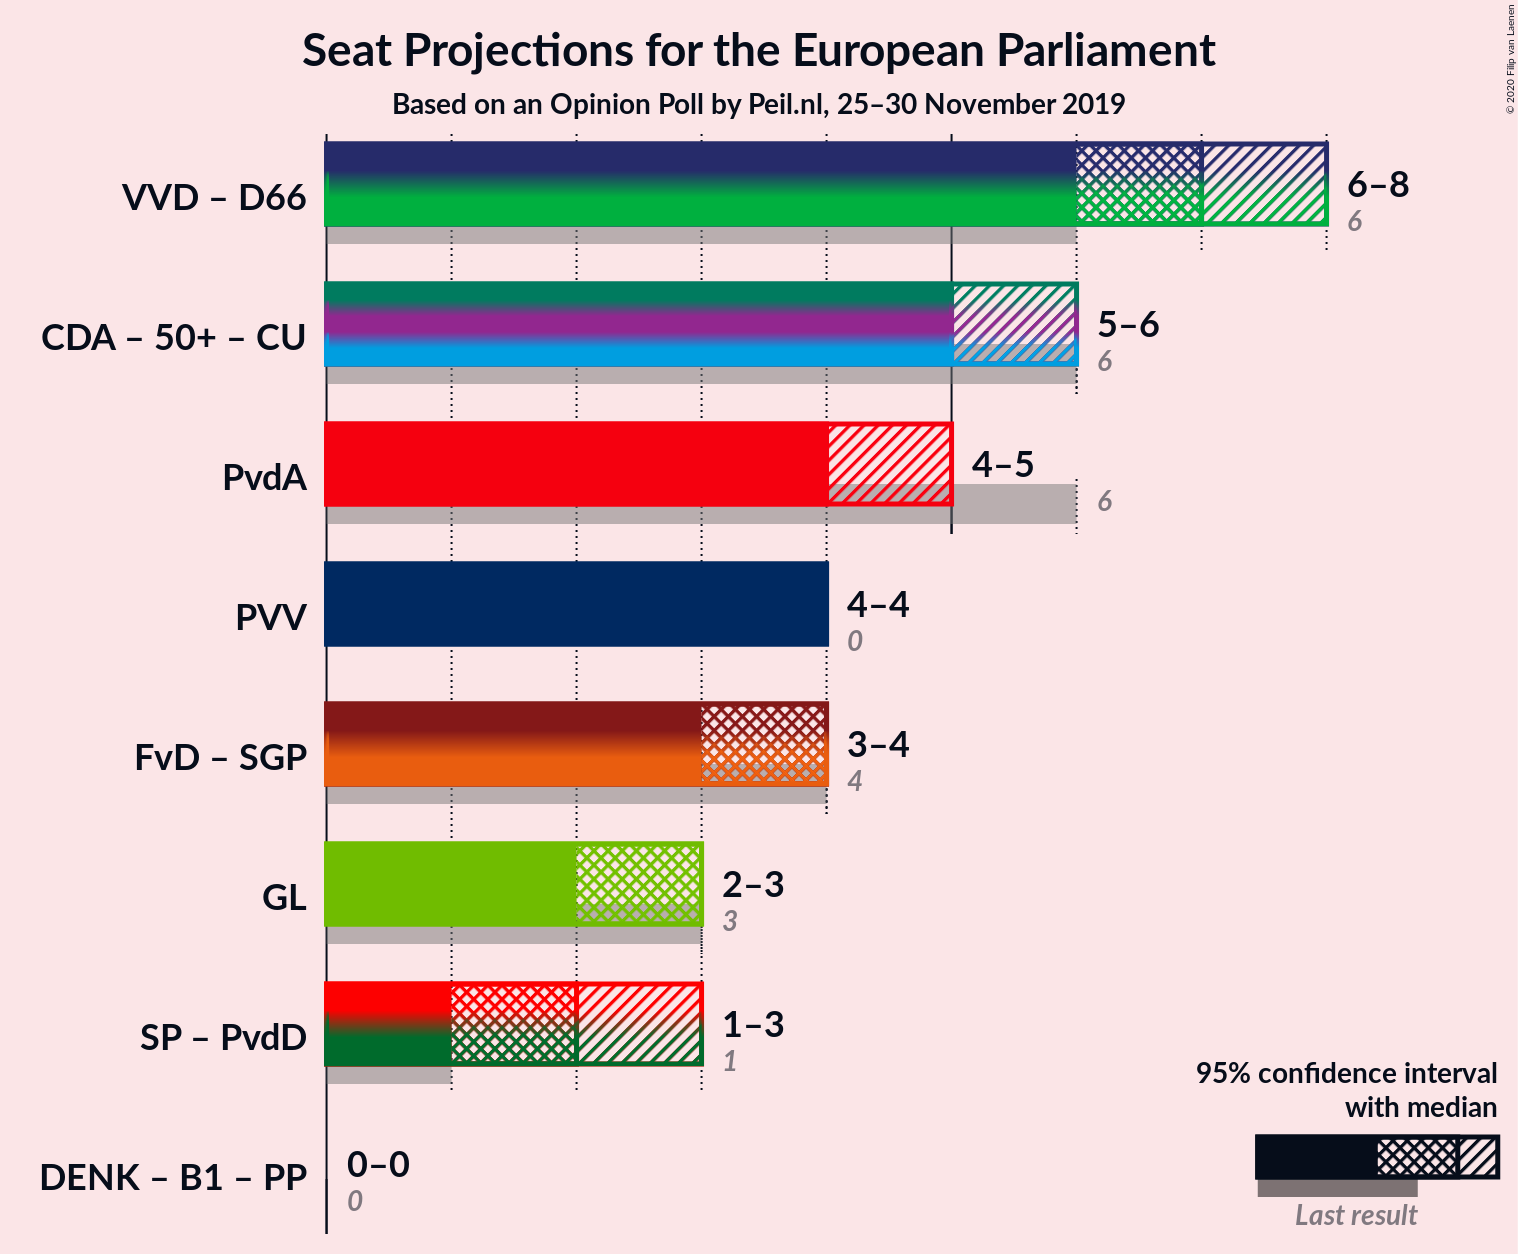 Seat Projections for the European Parliament
Based on an Opinion Poll by Peil.nl, 25–30 November 2019
© 2020 Filip van Laenen
VVD – D66
6–8
6
CDA – 50+ – CU
5–6
6
PvdA
4–5
6
PVV
4–4
0
FvD – SGP
3–4
4
GL
2–3
3
SP – PvdD
1–3
1
DENK – B1 – PP
0–0
0
95% confidence interval
with median
Last result